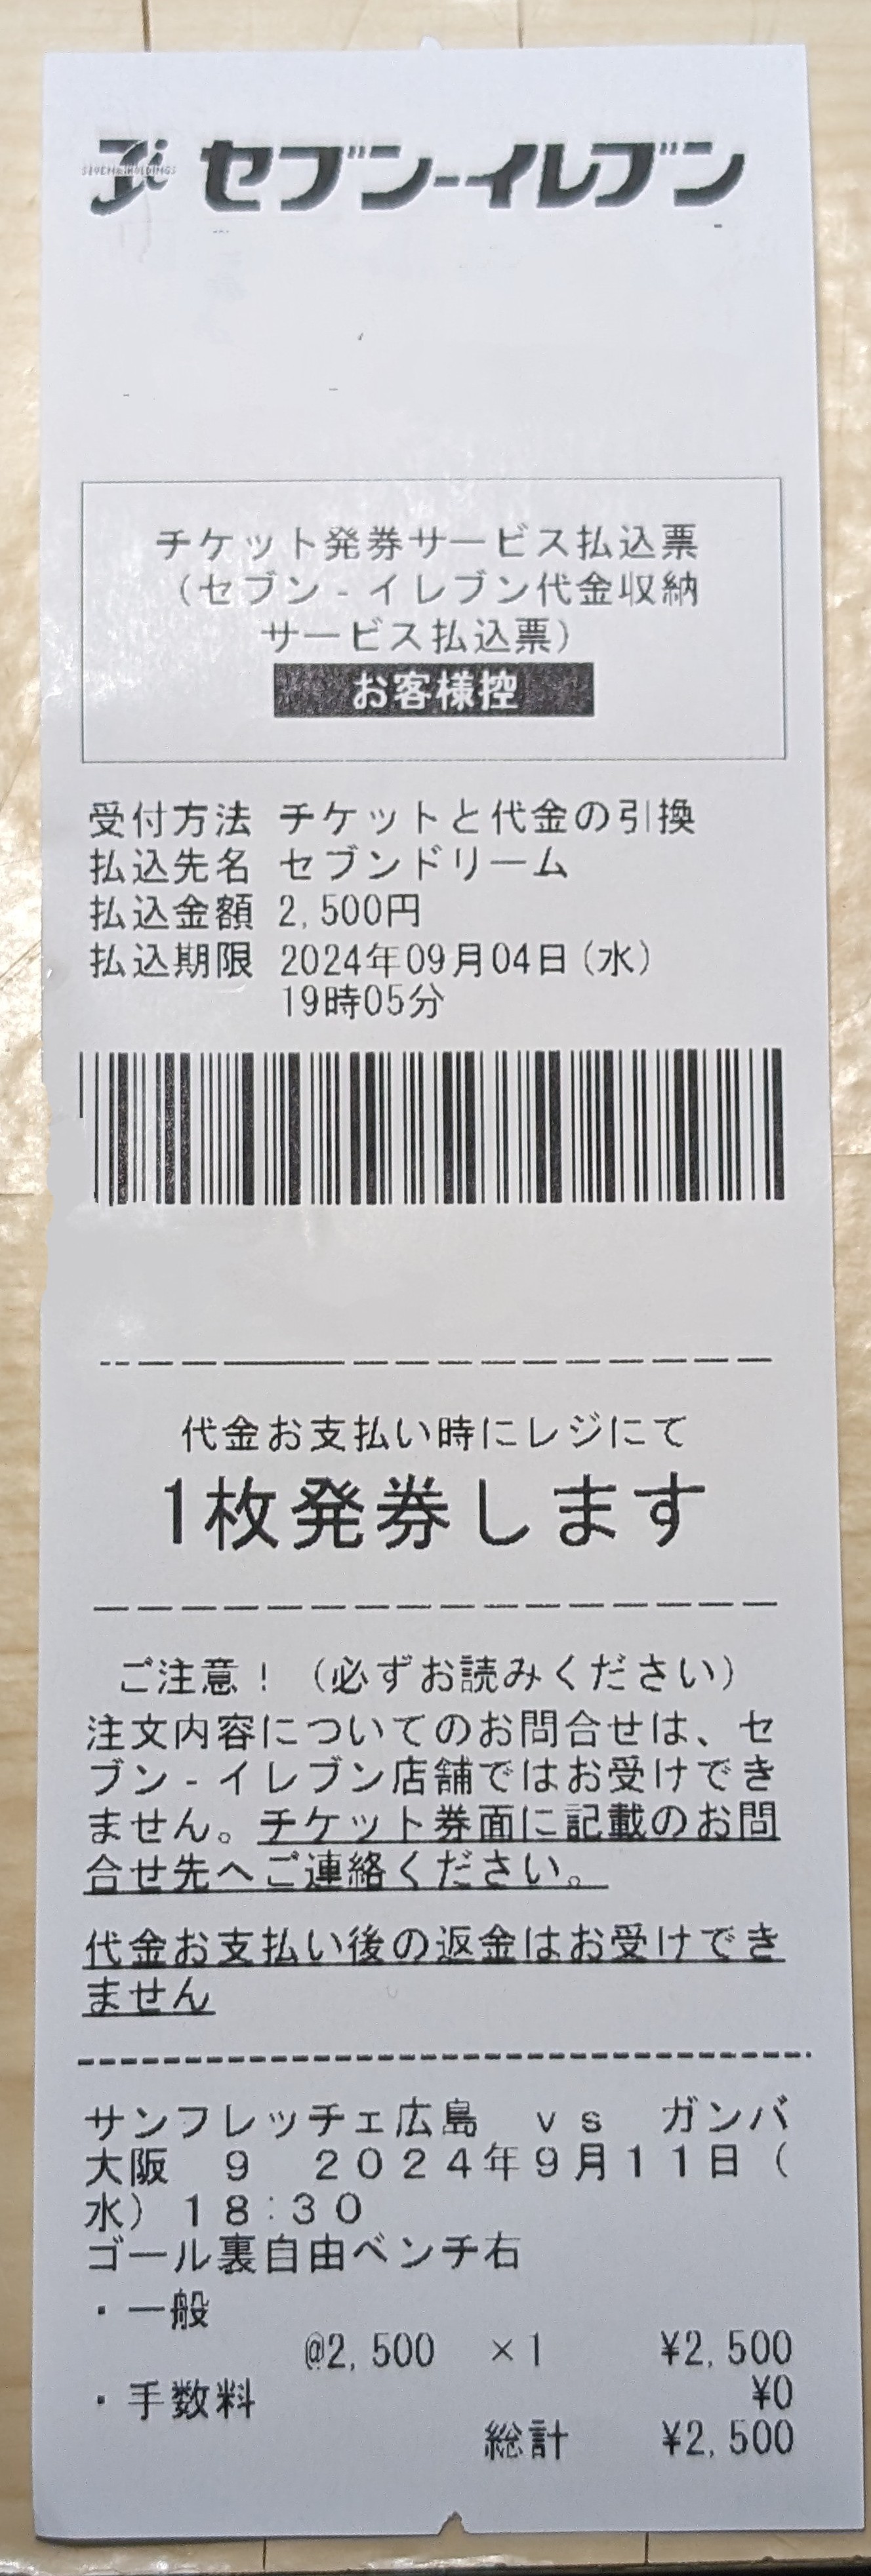 SEVEN & i HOLDINGS
セブン-イレブン
チケット発券サービス払込票
(セブン-イレブン代金収納
サービス払込票)
お客様控
受付方法 チケットと代金の引換
払込先名 セブンドリーム
払込金額 2,500円
払込期限 2024年09月04日(水)
19時05分
代金お支払い時にレジにて
1枚発券します
ご注意!(必ずお読みください)
注文内容についてのお問合せは、セ
ブン-イレブン店舗ではお受けでき
ません。チケット券面に記載のお問
合せ先へご連絡ください。
代金お支払い後の返金はお受けでき
ません
サンフレッチェ広島 vs ガンバ
大阪 9 2024年9月11日(
水)18:30
ゴール裏自由ベンチ右
・一般
@2,500 ×1 ¥2,500
・手数料 ¥0
総計 ¥2,500